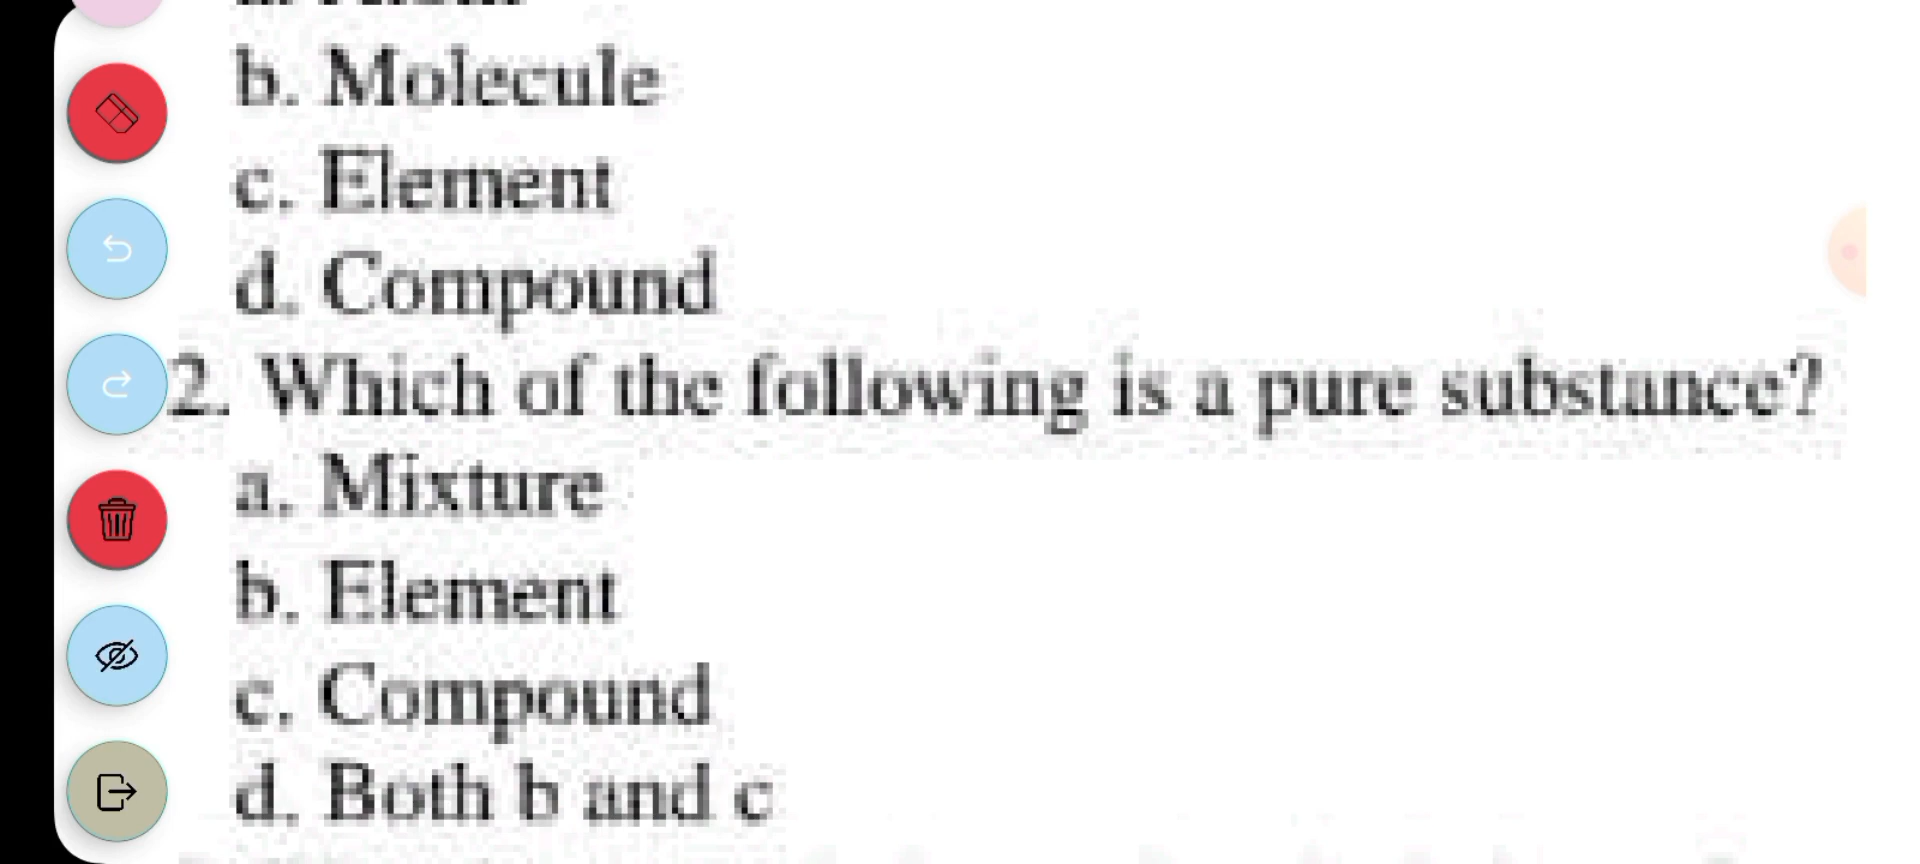 b. Molecule
c. Element
d. Compound
2. Which of the following is a pure substance?
a. Mixture
b. Element
c. Compound
d. Both b and c